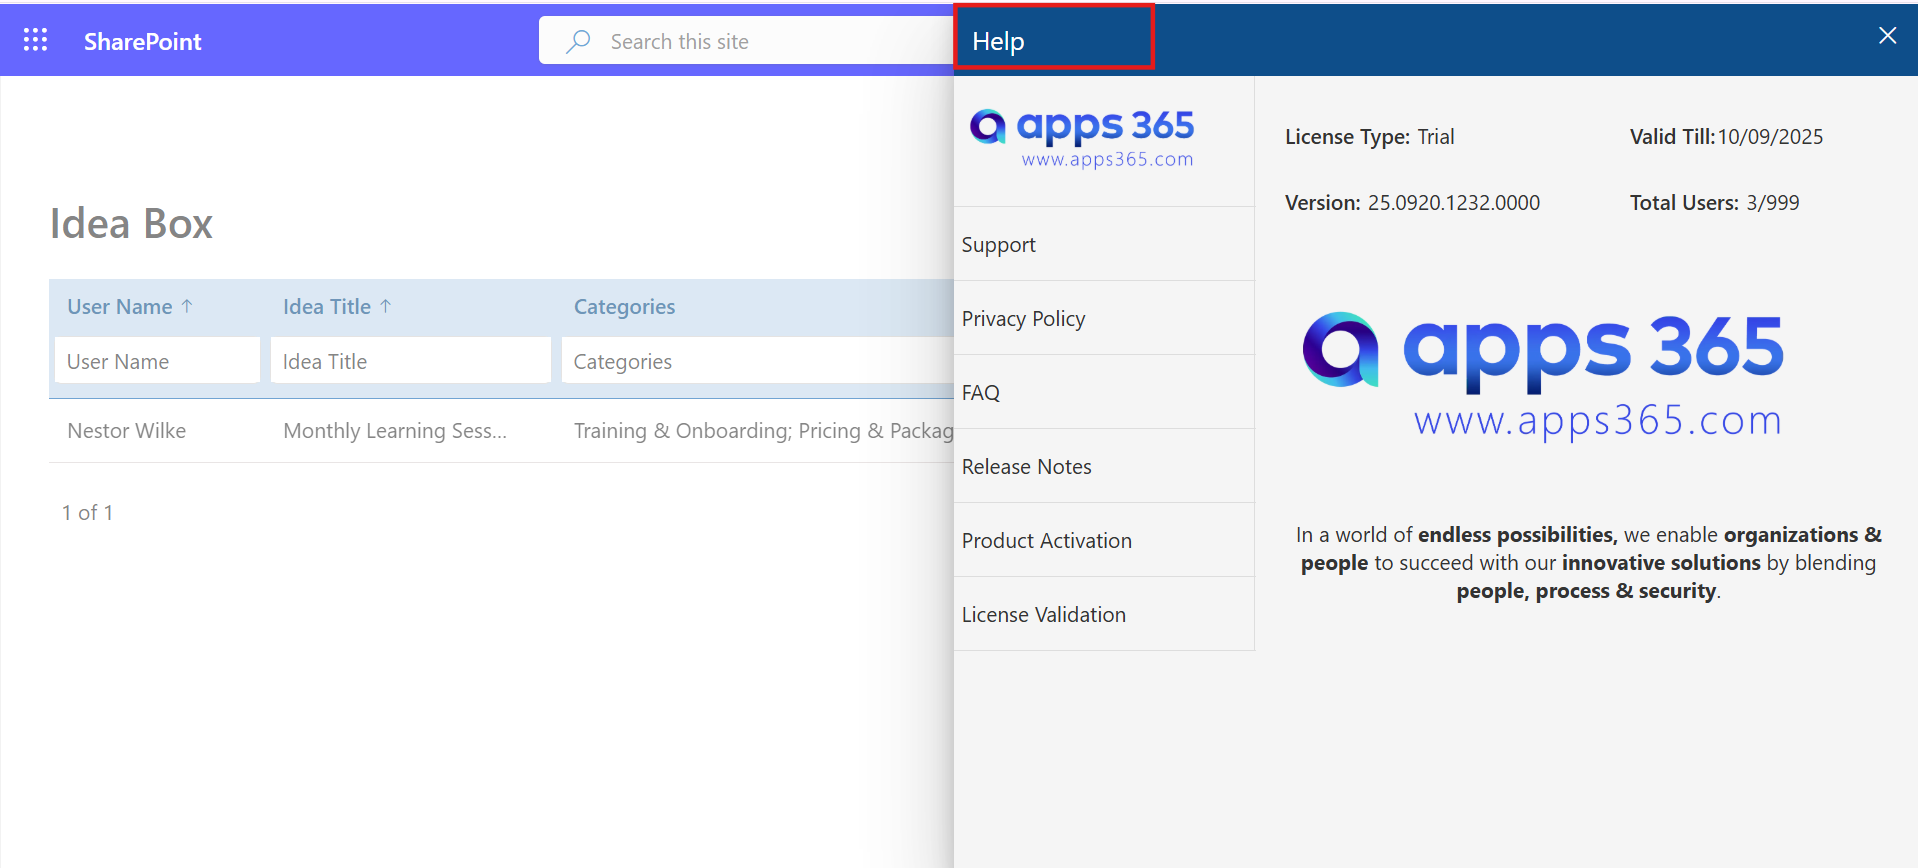 SharePoint
Search this site
Help
apps 365
www.apps365.com
Idea Box
User Name ↑
Idea Title ↑
Categories
User Name
Idea Title
Categories
Nestor Wilke
Monthly Learning Sess...
Training & Onboarding; Pricing & Packag
1 of 1
Support
Privacy Policy
FAQ
Release Notes
Product Activation
License Validation
License Type: Trial
Valid Till:10/09/2025
Version: 25.0920.1232.0000
Total Users: 3/999
apps 365
www.apps365.com
In a world of endless possibilities, we enable organizations &
people to succeed with our innovative solutions by blending
people, process & security.